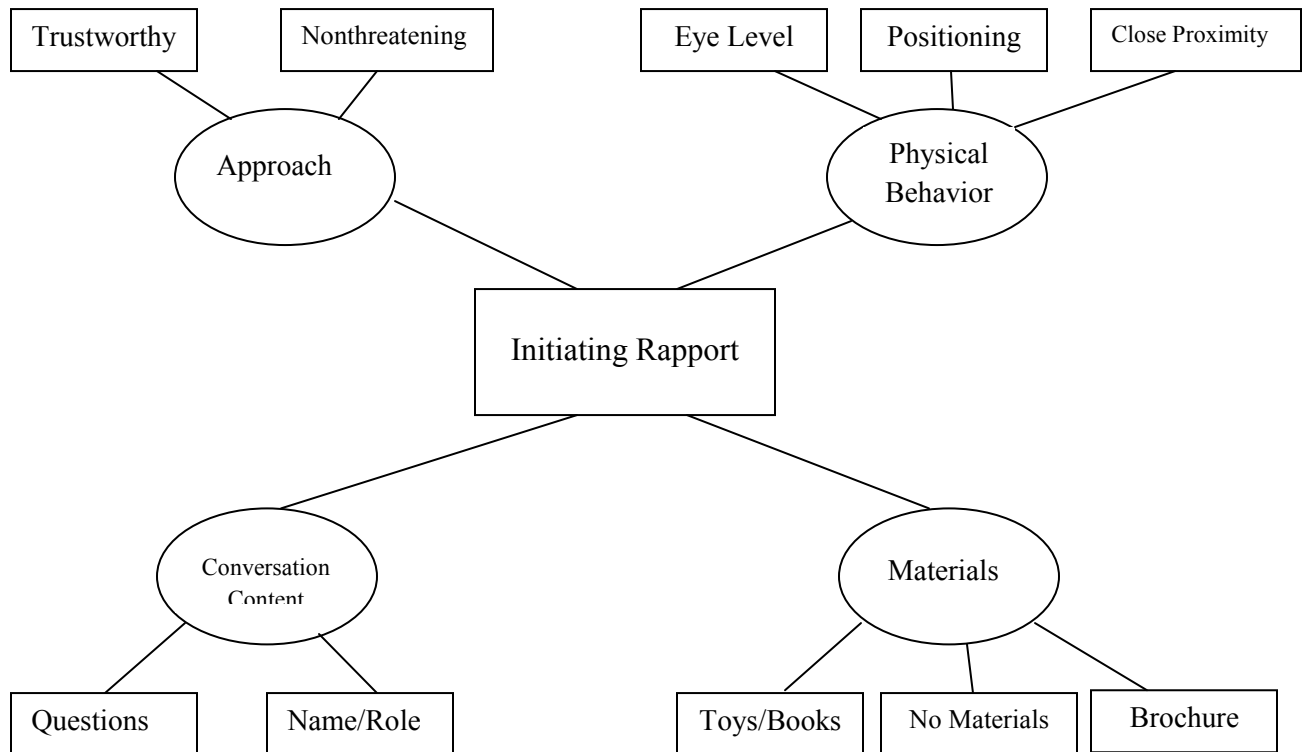 Trustworthy
Nonthreatening
Eye Level
Positioning
Close Proximity
Approach
Physical
Behavior
Initiating Rapport
Conversation
Content
Materials
Questions
Name/Role
Toys/Books
No Materials
Brochure